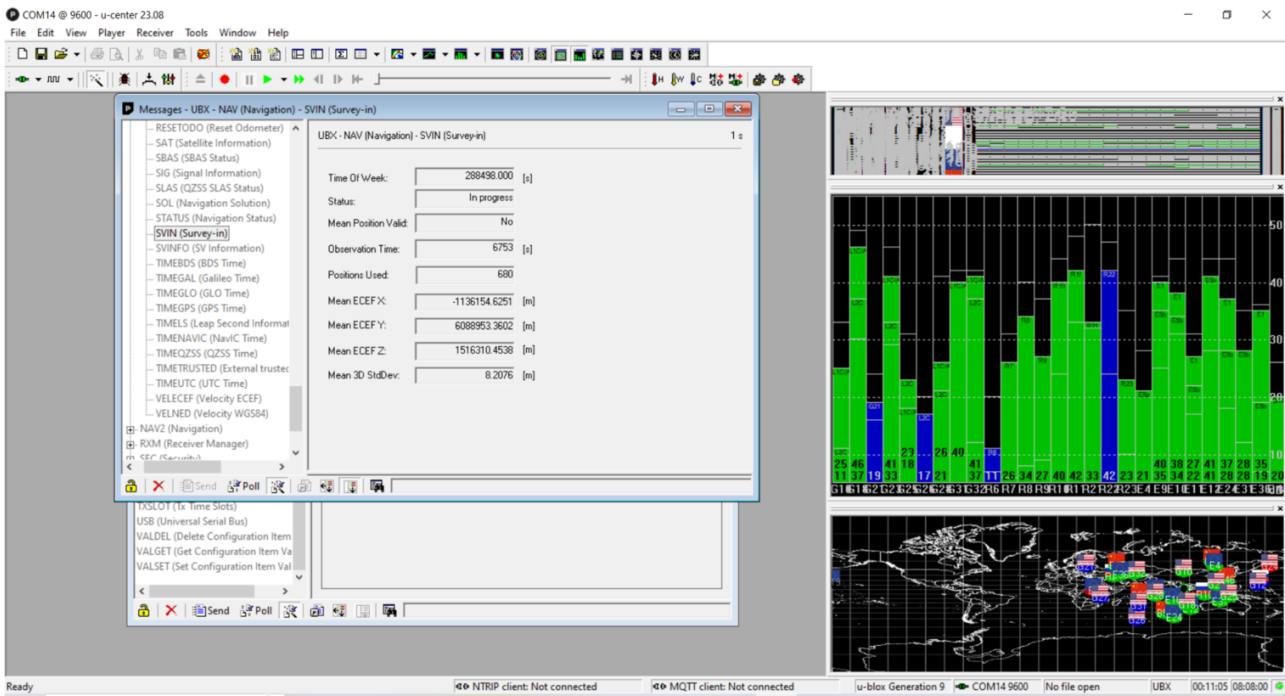 COM14 @ 9600 - u-center 23.08
File Edit View Player Receiver Tools Window Help
Messages - UBX - NAV (Navigation) - SVIN (Survey-in)
RESETODO (Reset Odometer)
SAT (Satellite Information)
SBAS (SBAS Status)
SIG (Signal Information)
SLAS (QZSS SLAS Status)
SOL (Navigation Solution)
STATUS (Navigation Status)
SVIN (Survey-in)
SVINFO (SV Information)
TIMEBDS (BDS Time)
TIMEGAL (Galileo Time)
TIMEGLO (GLO Time)
TIMEGPS (GPS Time)
TIMELS (Leap Second Informat
TIMENAVIC (NavIC Time)
TIMEQZSS (QZSS Time)
TIMETRUSTED (External trustec
TIMEUTC (UTC Time)
VELECEF (Velocity ECEF)
VELNED (Velocity WGS84)
NAV2 (Navigation)
RXM (Receiver Manager)
SEC (Security)
UBX - NAV (Navigation) - SVIN (Survey-in) 1 s
Time Of Week: 288498.000 [s]
Status: In progress
Mean Position Valid: No
Observation Time: 6753 [s]
Positions Used: 680
Mean ECEF X: -1136154.6251 [m]
Mean ECEF Y: 6088953.3602 [m]
Mean ECEF Z: 1516310.4538 [m]
Mean 3D StdDev: 8.2076 [m]
Send Poll
TXSLOT (Tx Time Slots)
USB (Universal Serial Bus)
VALDEL (Delete Configuration Item
VALGET (Get Configuration Item Va
VALSET (Set Configuration Item Val
Send Poll
50
40
30
20
10
Ready NTRIP client: Not connected MQTT client: Not connected u-blox Generation 9 COM14 9600 No file open UBX 00:11:05 08:08:00